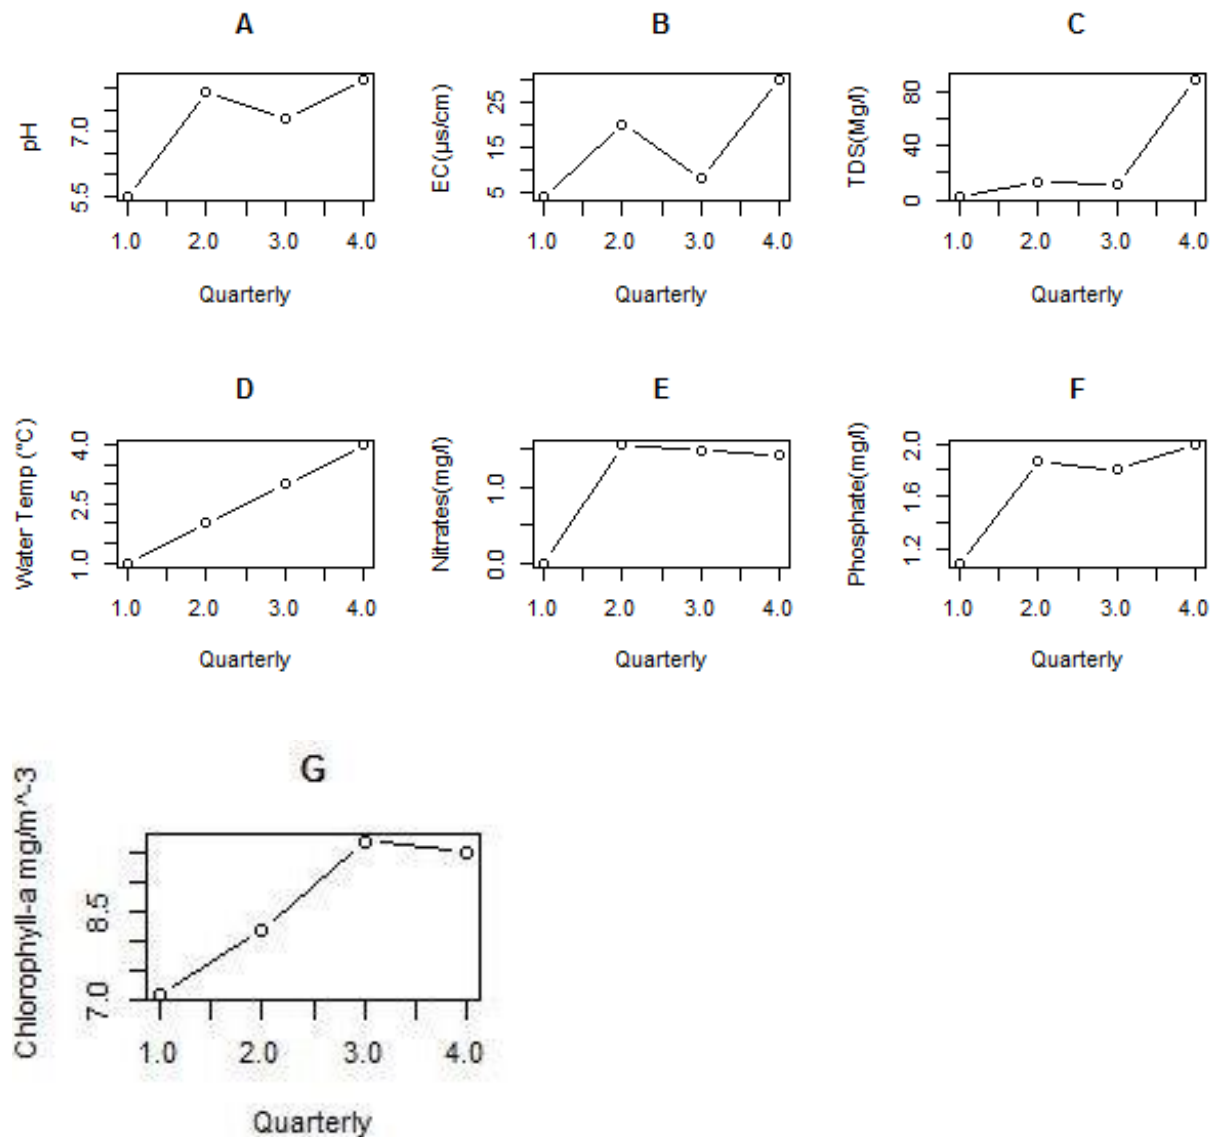 A
pH
5.5 7.0
1.0 2.0 3.0 4.0
Quarterly
B
EC(µs/cm)
5 15 25
1.0 2.0 3.0 4.0
Quarterly
C
TDS(Mg/l)
0 40 80
1.0 2.0 3.0 4.0
Quarterly
D
Water Temp (°C)
1.0 2.5 4.0
1.0 2.0 3.0 4.0
Quarterly
E
Nitrates(mg/l)
0.0 1.0
1.0 2.0 3.0 4.0
Quarterly
F
Phosphate(mg/l)
1.2 1.6 2.0
1.0 2.0 3.0 4.0
Quarterly
G
Chlorophyll-a mg/m^-3
7.0 8.5
1.0 2.0 3.0 4.0
Quarterly